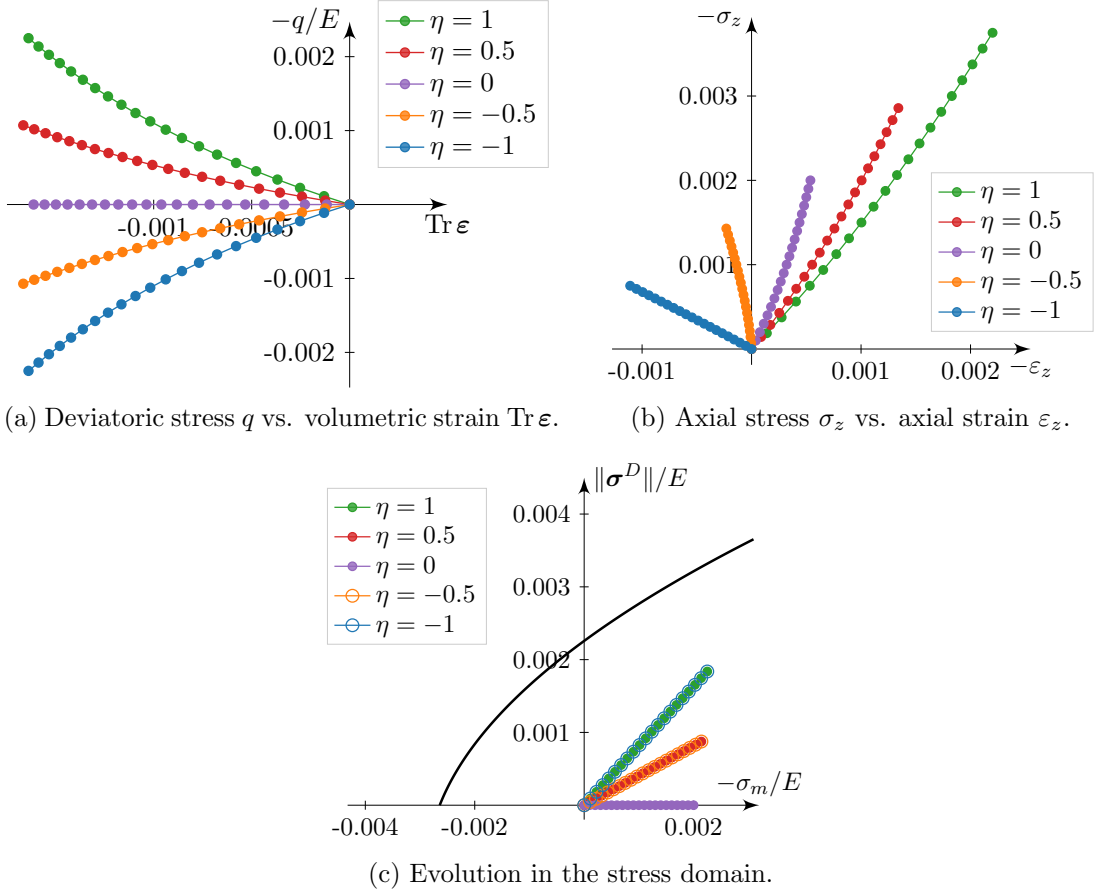 −q/E
0.002
0.001
-0.001
-0.0005
Tr ε
-0.001
-0.002
η = 1
η = 0.5
η = 0
η = −0.5
η = −1
(a) Deviatoric stress q vs. volumetric strain Tr ε.
−σz
0.003
0.002
0.001
-0.001
0.001
0.002
−εz
η = 1
η = 0.5
η = 0
η = −0.5
η = −1
(b) Axial stress σz vs. axial strain εz.
‖σ^D‖/E
0.004
0.003
0.002
0.001
−σm/E
-0.004
-0.002
0.002
η = 1
η = 0.5
η = 0
η = −0.5
η = −1
(c) Evolution in the stress domain.